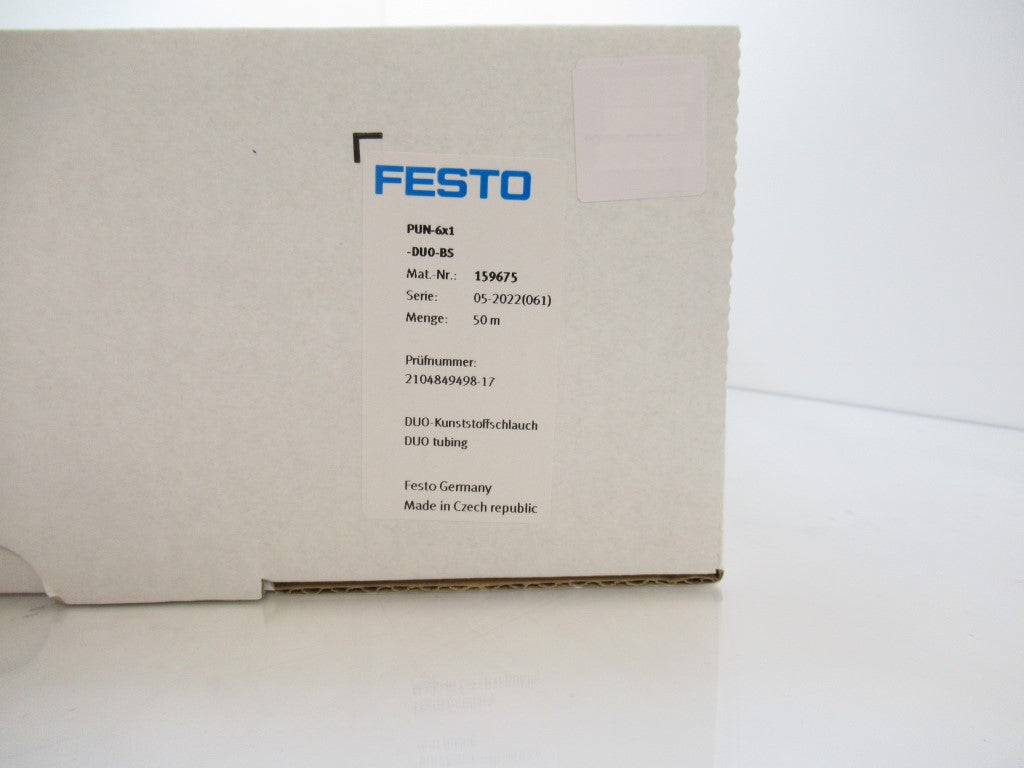 FESTO
PUN-6x1
-DUO-BS
Mat.-Nr.: 159675
Serie: 05-2022(061)
Menge: 50 m
Prüfnummer:
2104849498-17
DUO-Kunststoffschlauch
DUO tubing
Festo Germany
Made in Czech republic